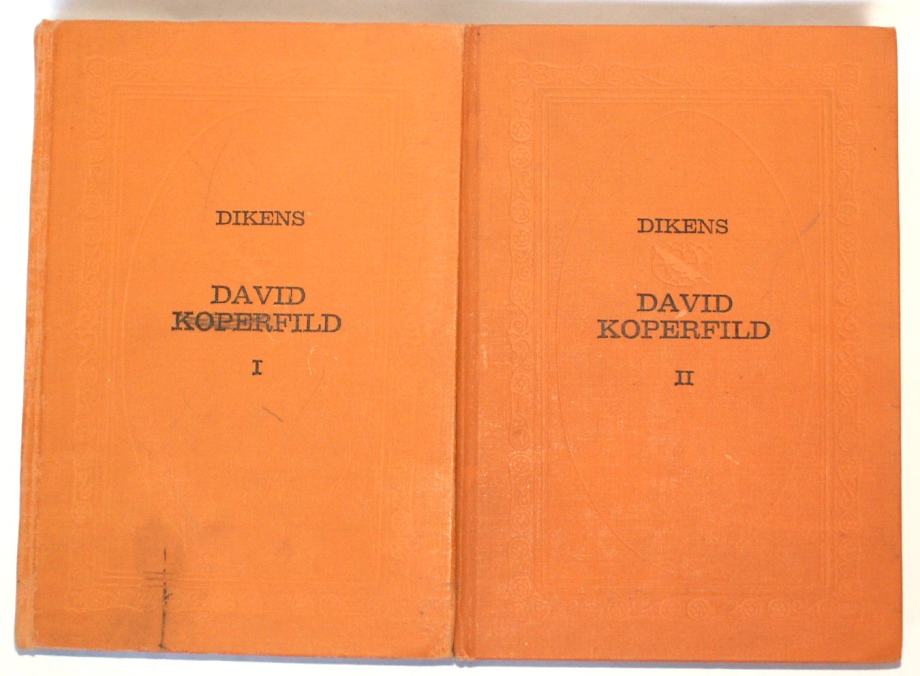 DIKENS
DAVID
KOPERFILD
I
DIKENS
DAVID
KOPERFILD
II